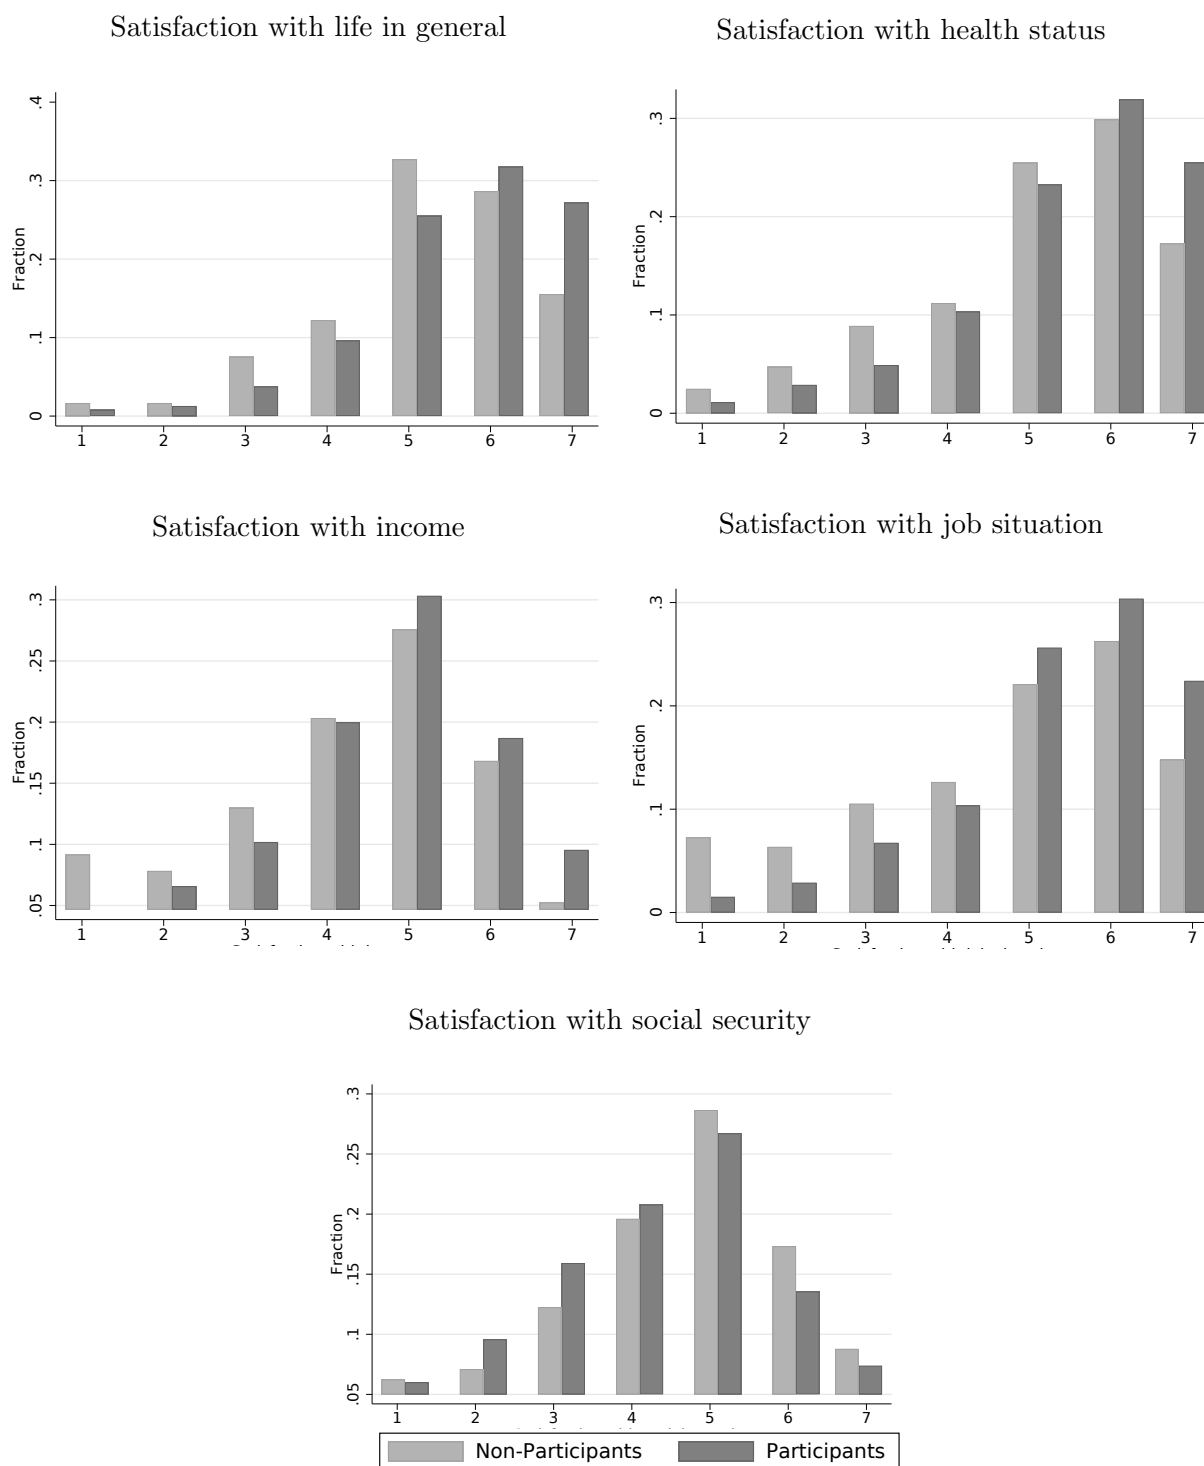 Satisfaction with life in general
Fraction
0 .1 .2 .3 .4
1 2 3 4 5 6 7
Satisfaction with health status
Fraction
0 .1 .2 .3
1 2 3 4 5 6 7
Satisfaction with income
Fraction
.05 .1 .15 .2 .25 .3
1 2 3 4 5 6 7
Satisfaction with job situation
Fraction
0 .1 .2 .3
1 2 3 4 5 6 7
Satisfaction with social security
Fraction
.05 .1 .15 .2 .25 .3
1 2 3 4 5 6 7
Non-Participants Participants